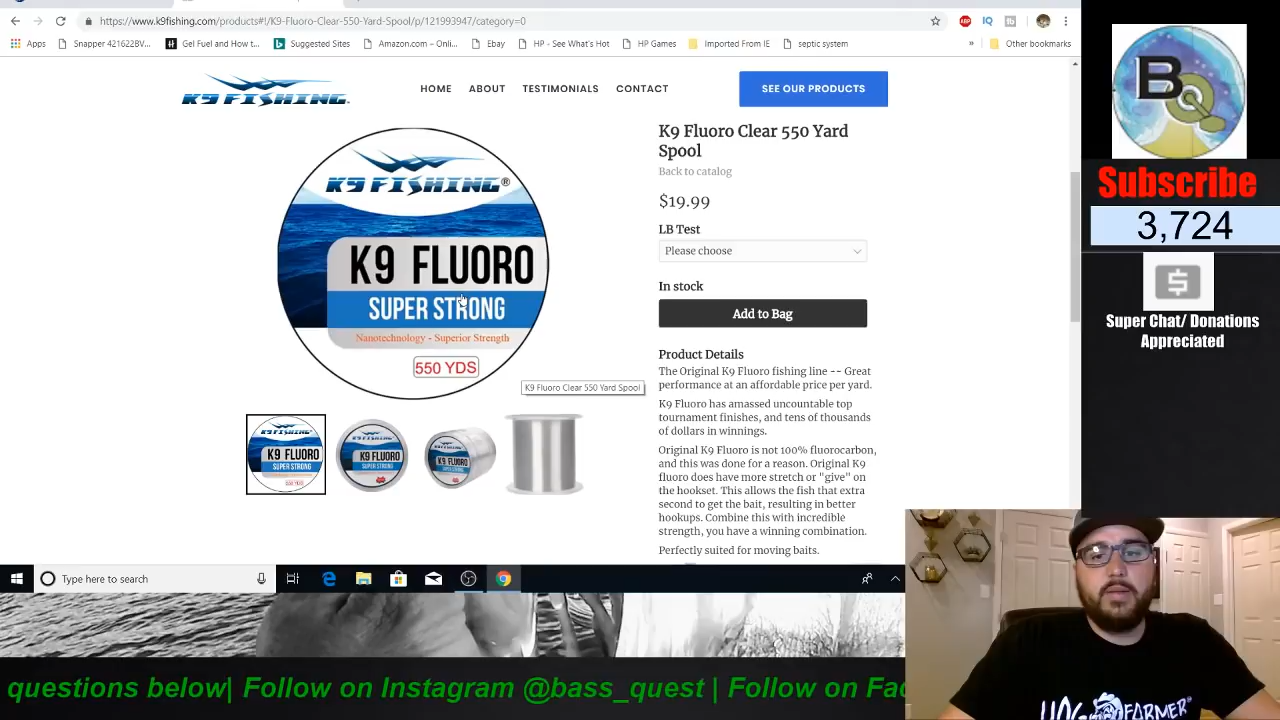 https://www.k9fishing.com/products#!/K9-Fluoro-Clear-550-Yard-Spool/p/121993947/category=0
Apps
Snapper 421622BV...
Gel Fuel and How t...
Suggested Sites
Amazon.com – Onli...
Ebay
HP - See What's Hot
HP Games
Imported From IE
septic system
»
Other bookmarks
K9 FISHING
HOME
ABOUT
TESTIMONIALS
CONTACT
SEE OUR PRODUCTS
K9 FISHING®
K9 FLUORO
SUPER STRONG
Nanotechnology - Superior Strength
550 YDS
K9 Fluoro Clear 550 Yard Spool
K9 FLUORO
SUPER STRONG
K9 FLUORO
K9 FLUORO
K9 Fluoro Clear 550 Yard
Spool
Back to catalog
$19.99
LB Test
Please choose
In stock
Add to Bag
Product Details
The Original K9 Fluoro fishing line -- Great
performance at an affordable price per yard.
K9 Fluoro has amassed uncountable top
tournament finishes, and tens of thousands
of dollars in winnings.
Original K9 Fluoro is not 100% fluorocarbon,
and this was done for a reason. Original K9
fluoro does have more stretch or "give" on
the hookset. This allows the fish that extra
second to get the bait, resulting in better
hookups. Combine this with incredible
strength, you have a winning combination.
Perfectly suited for moving baits.
BQ
Subscribe
3,724
$
Super Chat/ Donations
Appreciated
Type here to search
FARMER®
questions below| Follow on Instagram @bass_quest | Follow on Fac